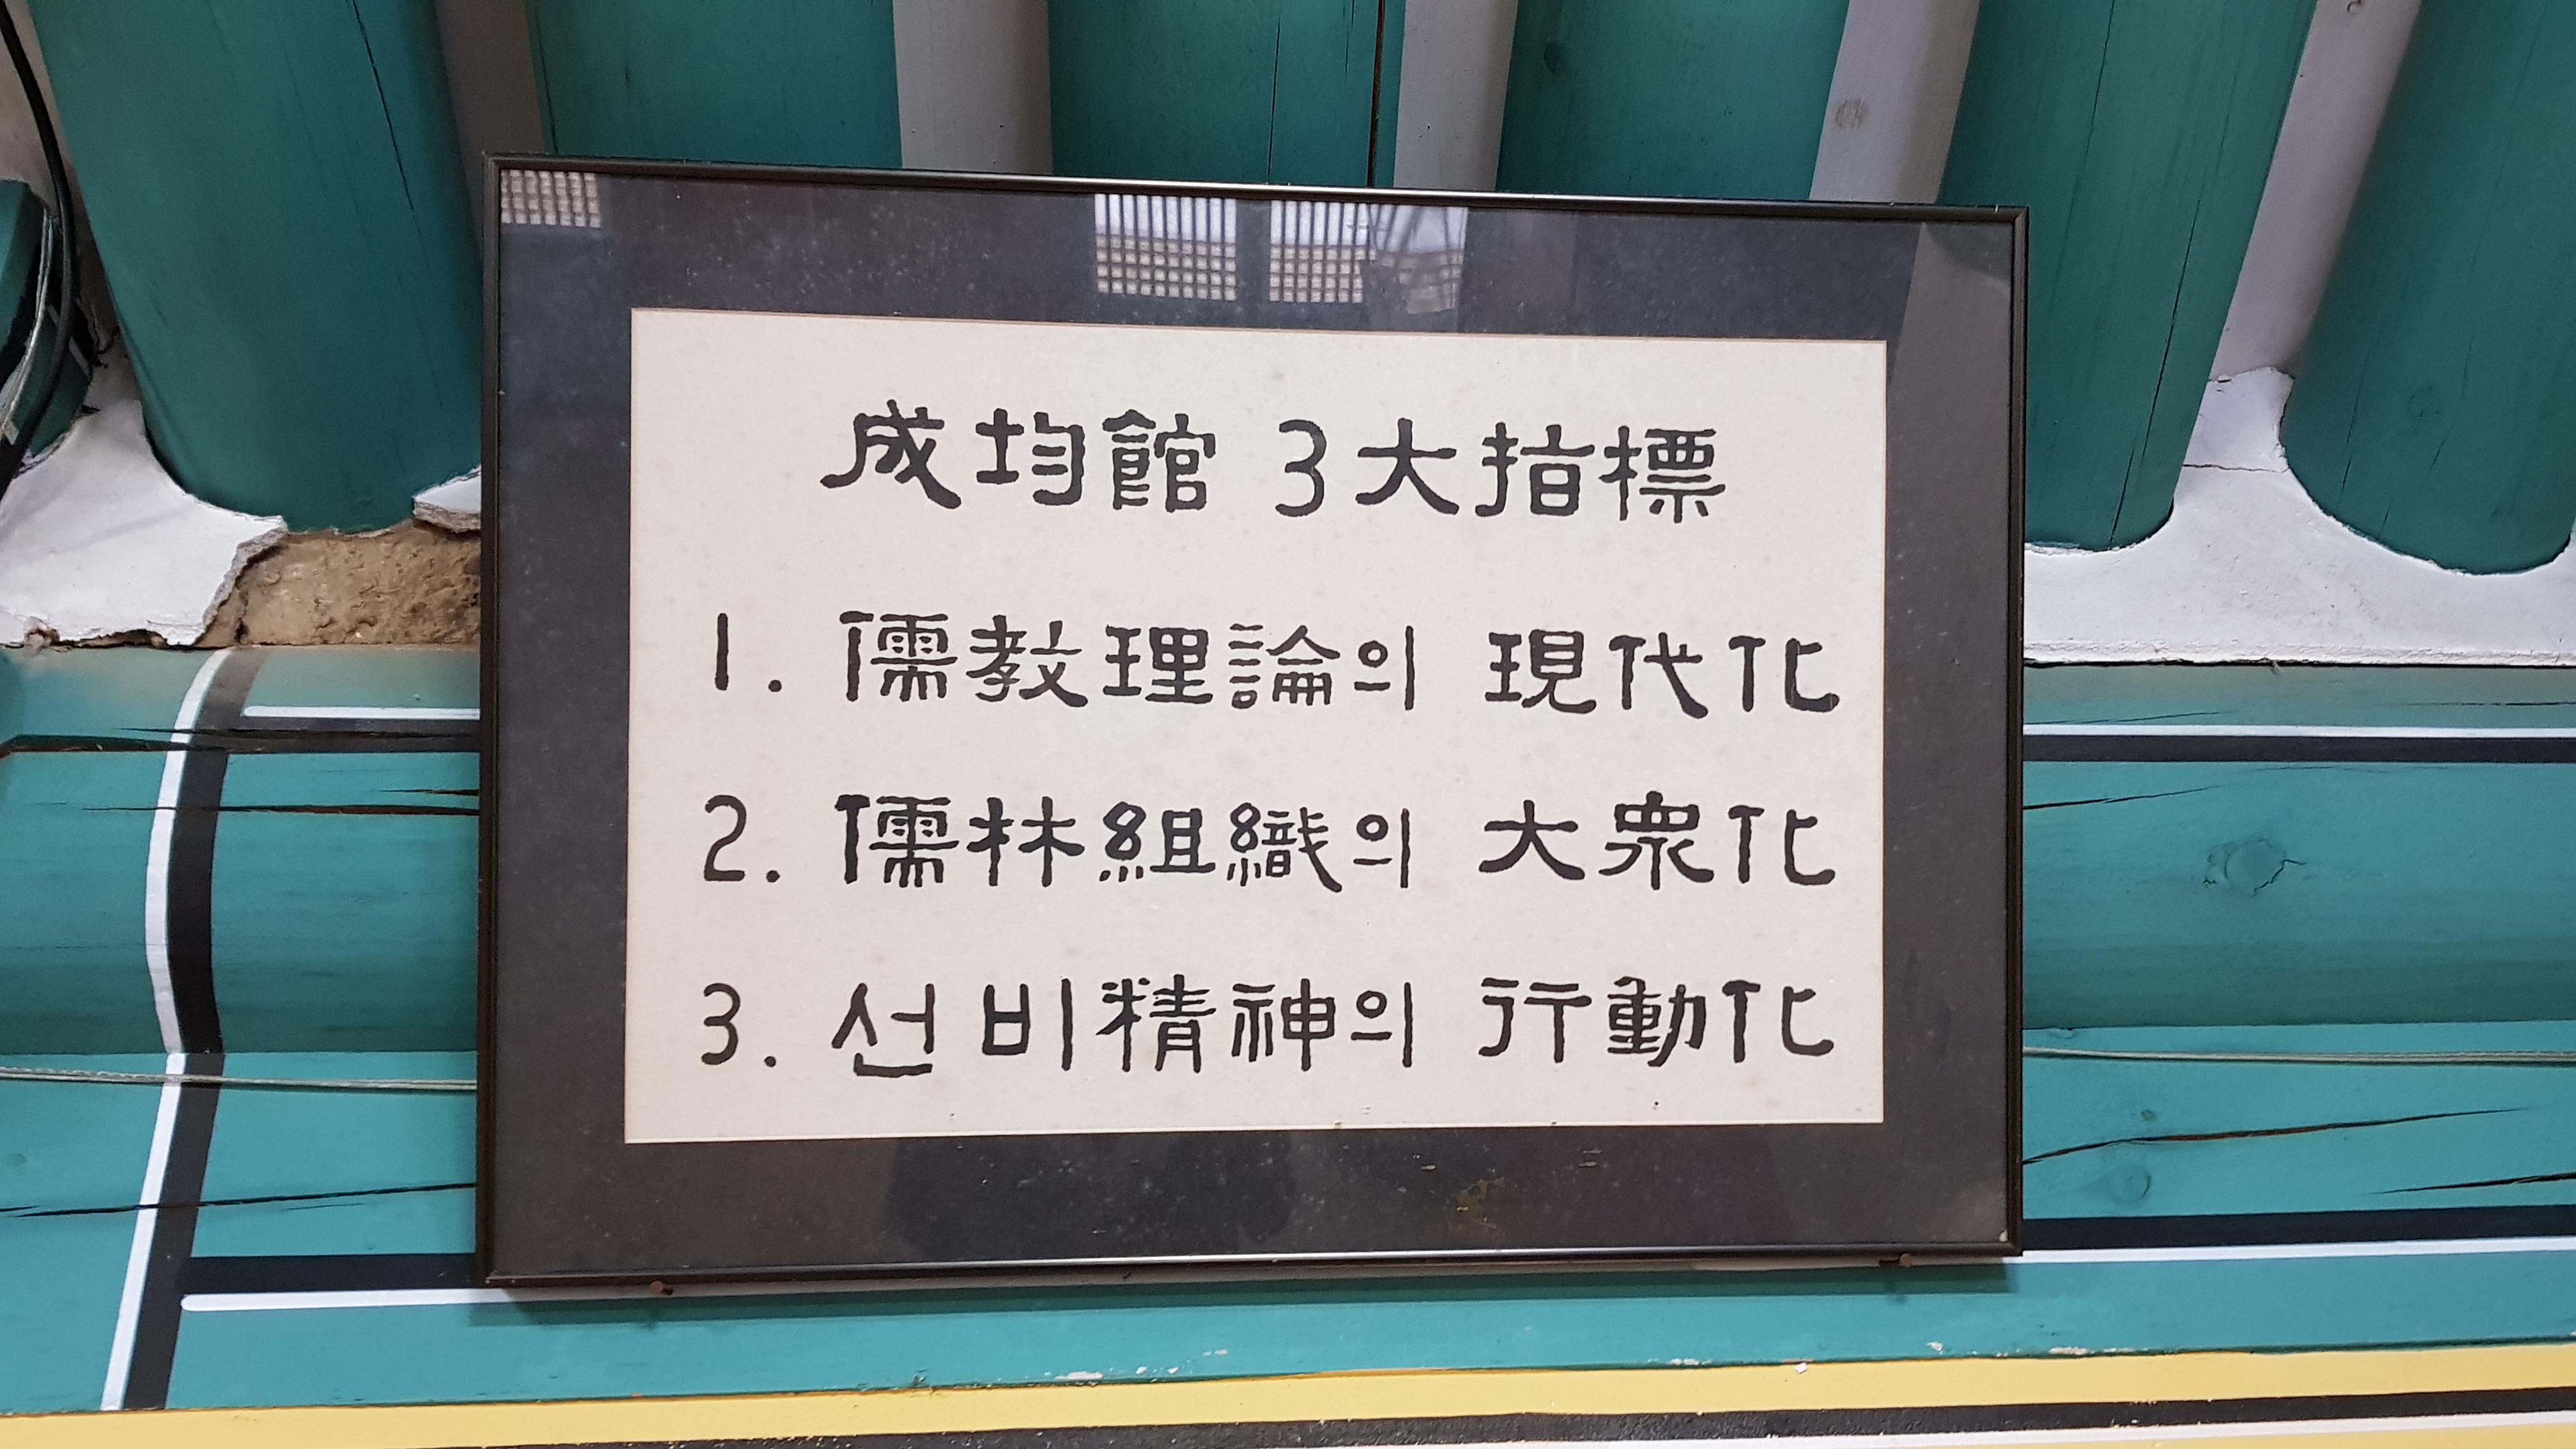 成均館 3大指標
1. 儒教理論의 現代化
2. 儒林組織의 大衆化
3. 선비精神의 行動化